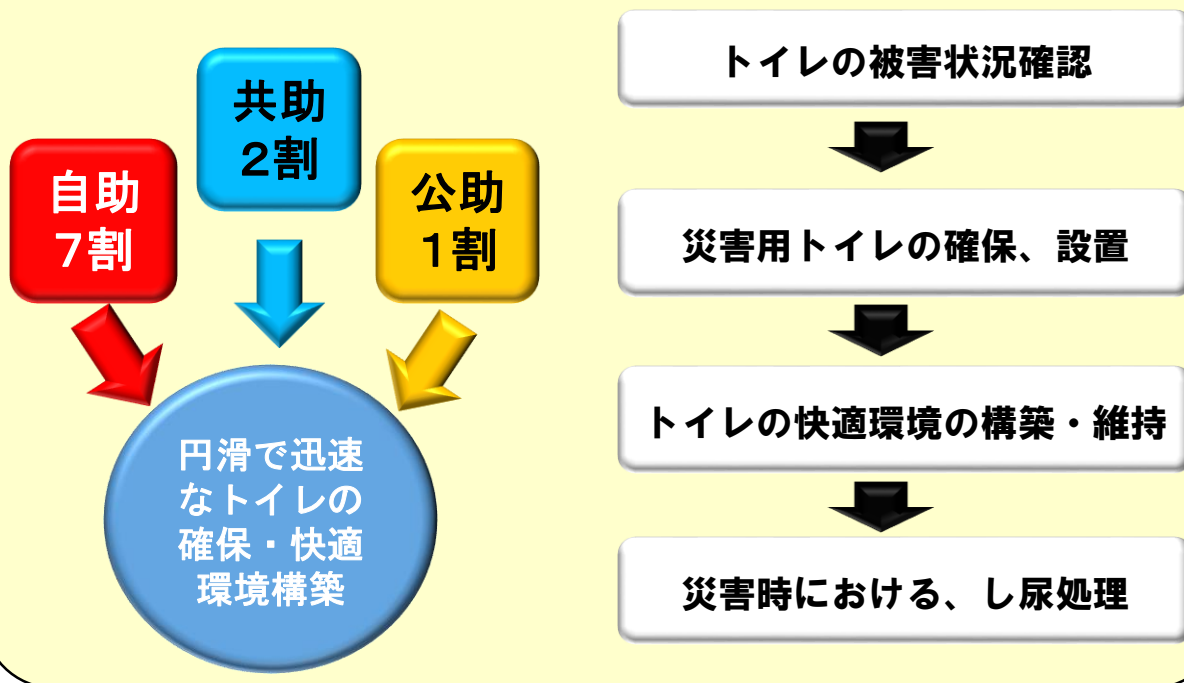 共助
２割
自助
７割
公助
１割
円滑で迅速
なトイレの
確保・快適
環境構築
トイレの被害状況確認
災害用トイレの確保、設置
トイレの快適環境の構築・維持
災害時における、し尿処理